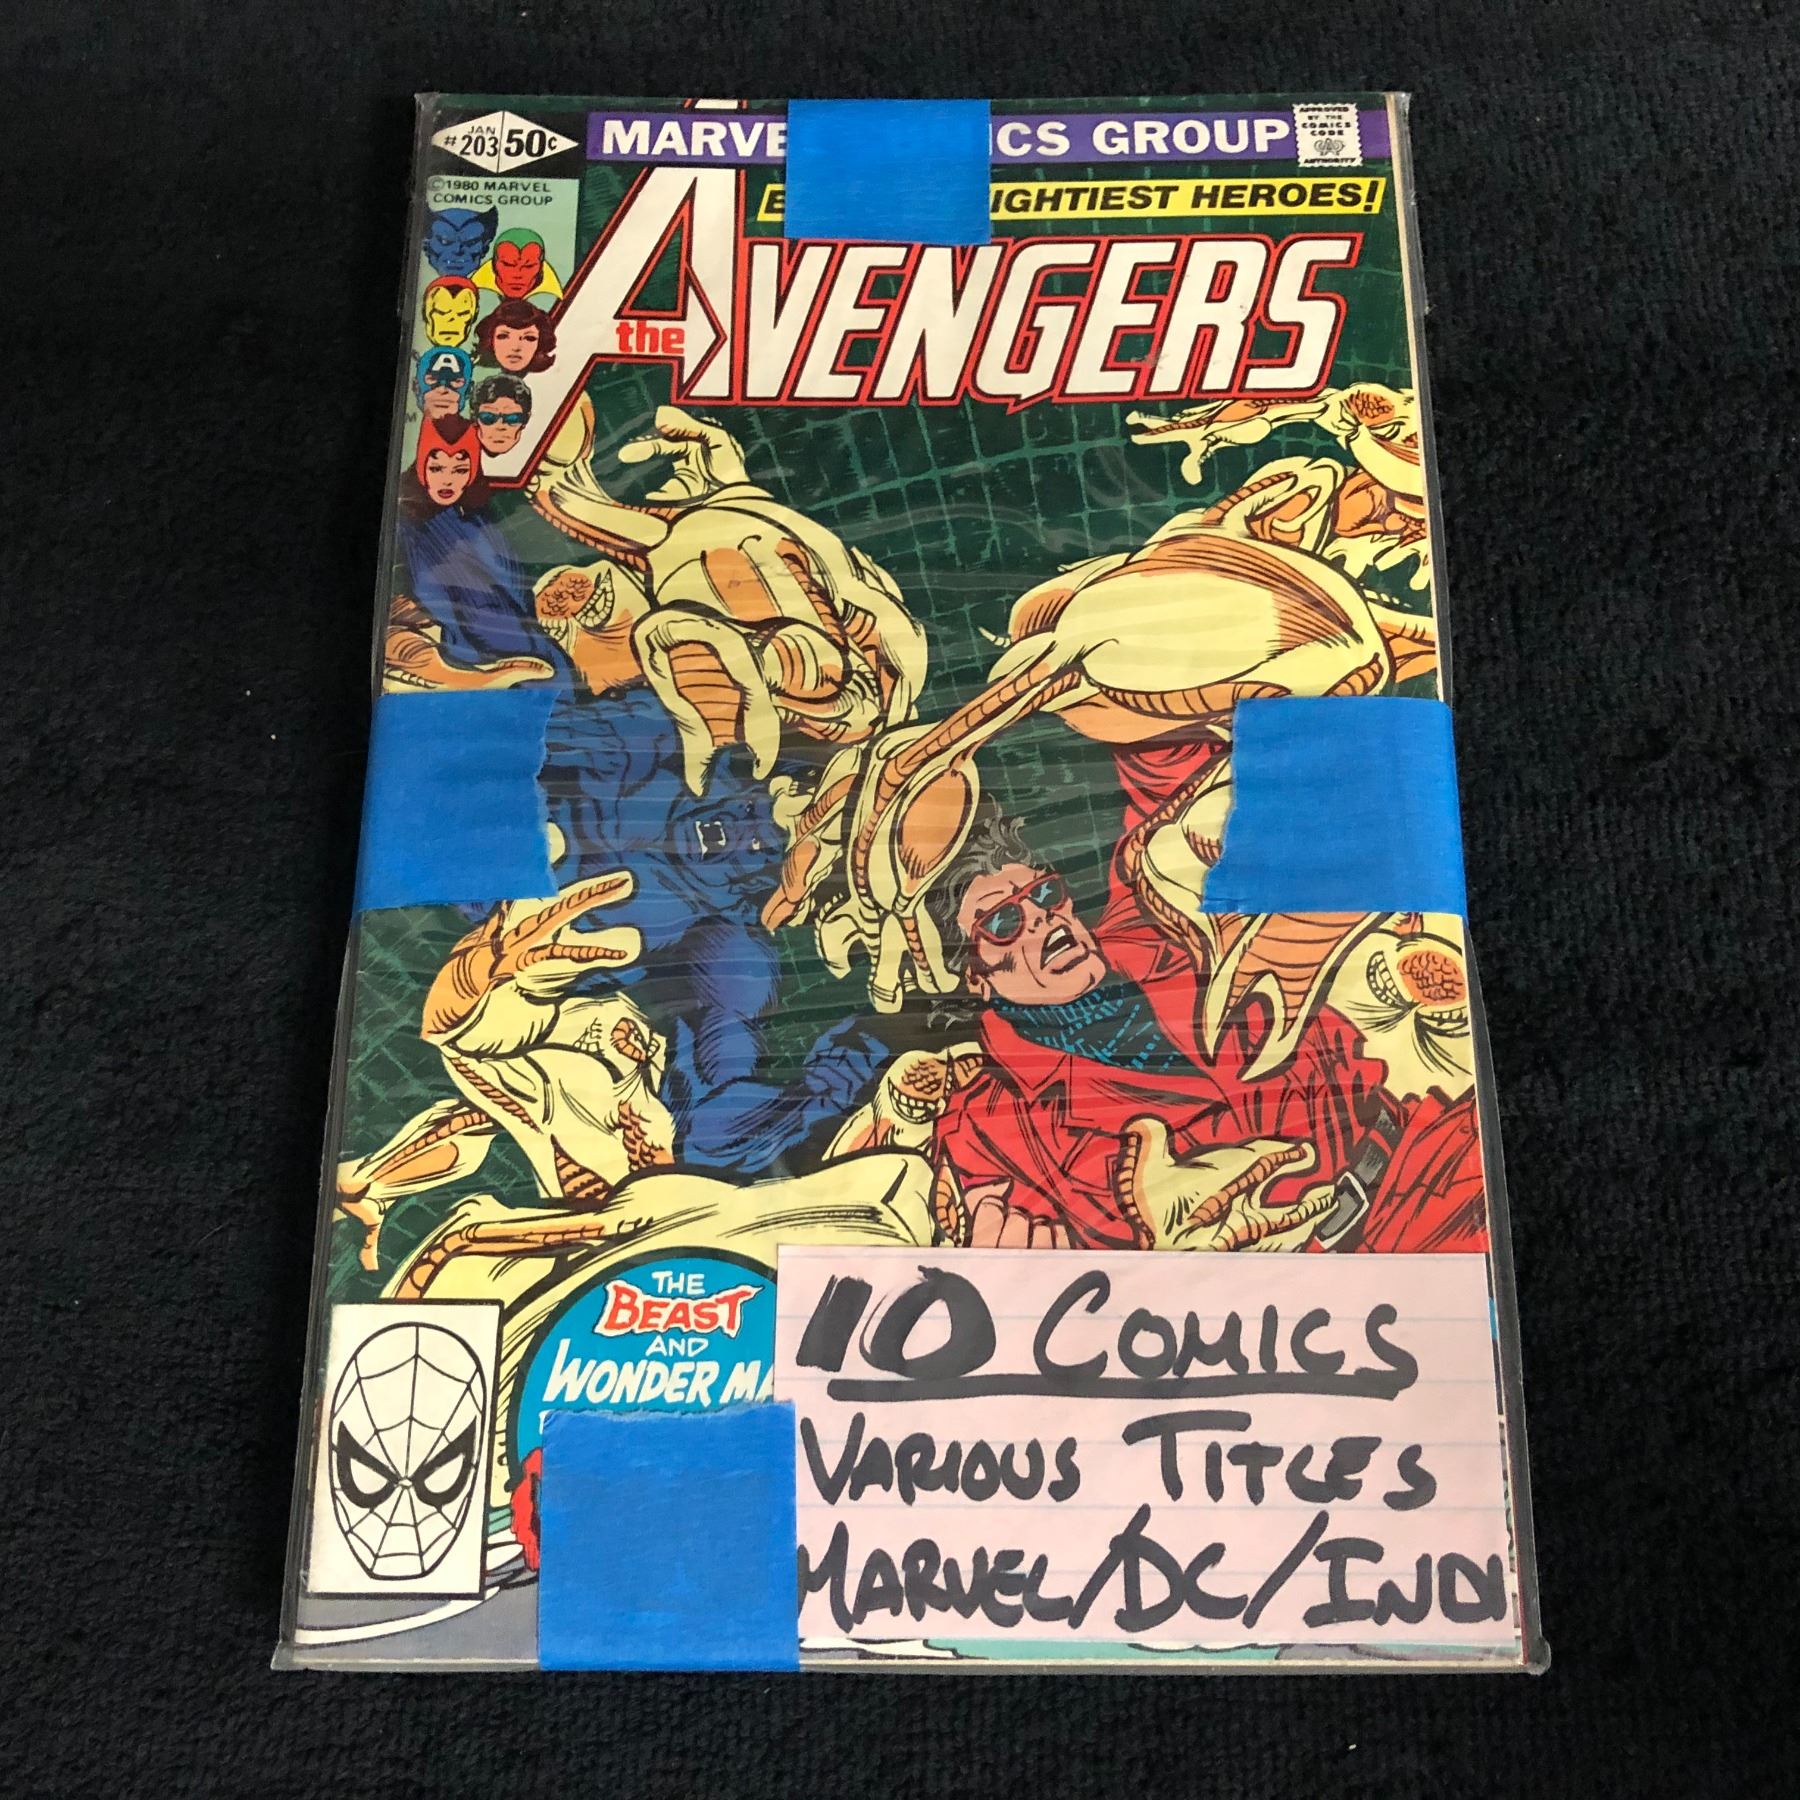 JAN
#203 50¢
MARVE CS GROUP
APPROVED
BY THE
COMICS
CODE
CA
AUTHORITY
©1980 MARVEL
COMICS GROUP
E IGHTIEST HEROES!
the AVENGERS
A
M
THE
BEAST
AND
WONDER MA
10 COMICS
VARIOUS TITLES
MARVEL/DC/INDI